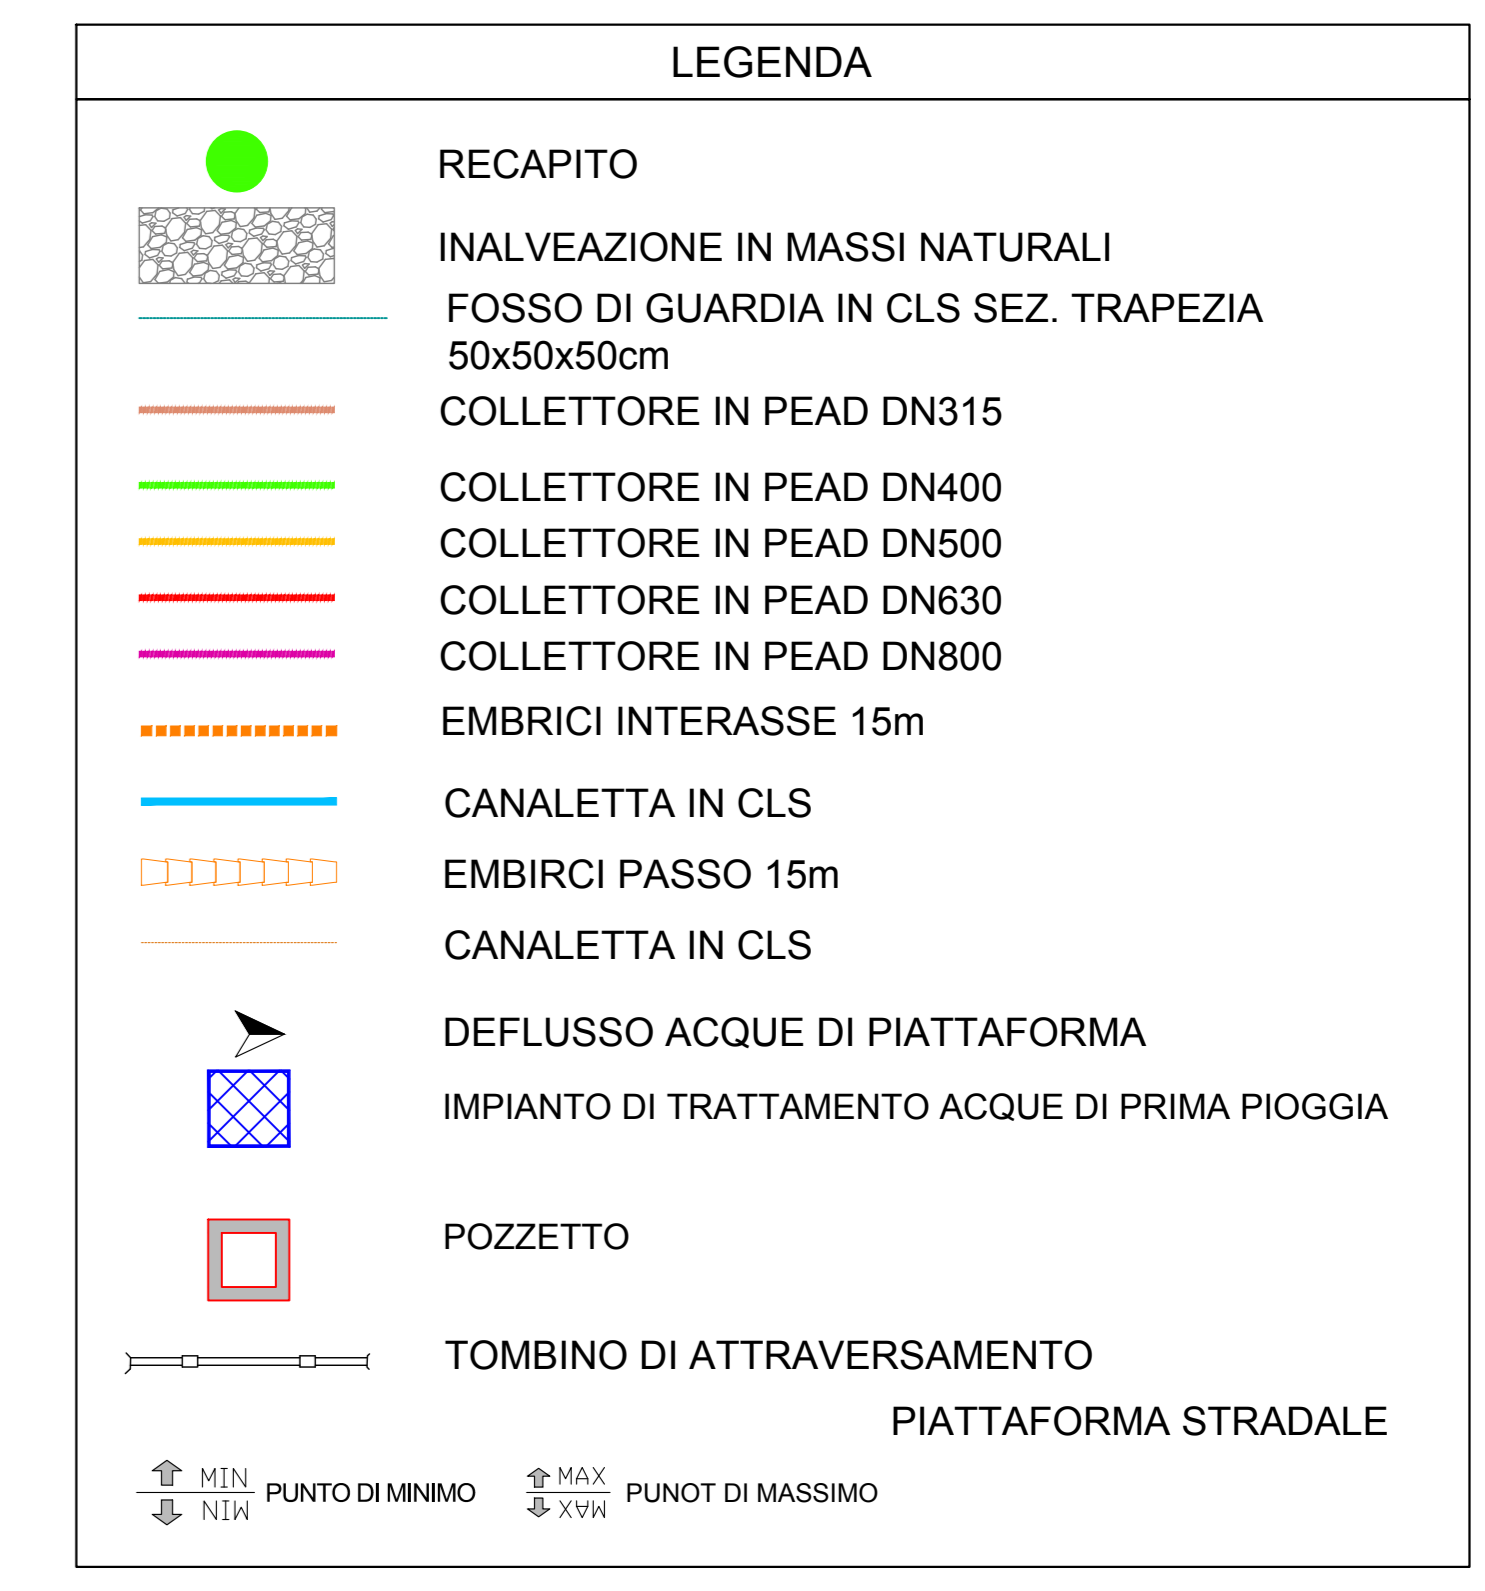 LEGENDA
RECAPITO
INALVEAZIONE IN MASSI NATURALI
FOSSO DI GUARDIA IN CLS SEZ. TRAPEZIA
50x50x50cm
COLLETTORE IN PEAD DN315
COLLETTORE IN PEAD DN400
COLLETTORE IN PEAD DN500
COLLETTORE IN PEAD DN630
COLLETTORE IN PEAD DN800
EMBRICI INTERASSE 15m
CANALETTA IN CLS
EMBIRCI PASSO 15m
CANALETTA IN CLS
DEFLUSSO ACQUE DI PIATTAFORMA
IMPIANTO DI TRATTAMENTO ACQUE DI PRIMA PIOGGIA
POZZETTO
TOMBINO DI ATTRAVERSAMENTO
PIATTAFORMA STRADALE
MIN
MIN
PUNTO DI MINIMO
MAX
MAX
PUNOT DI MASSIMO